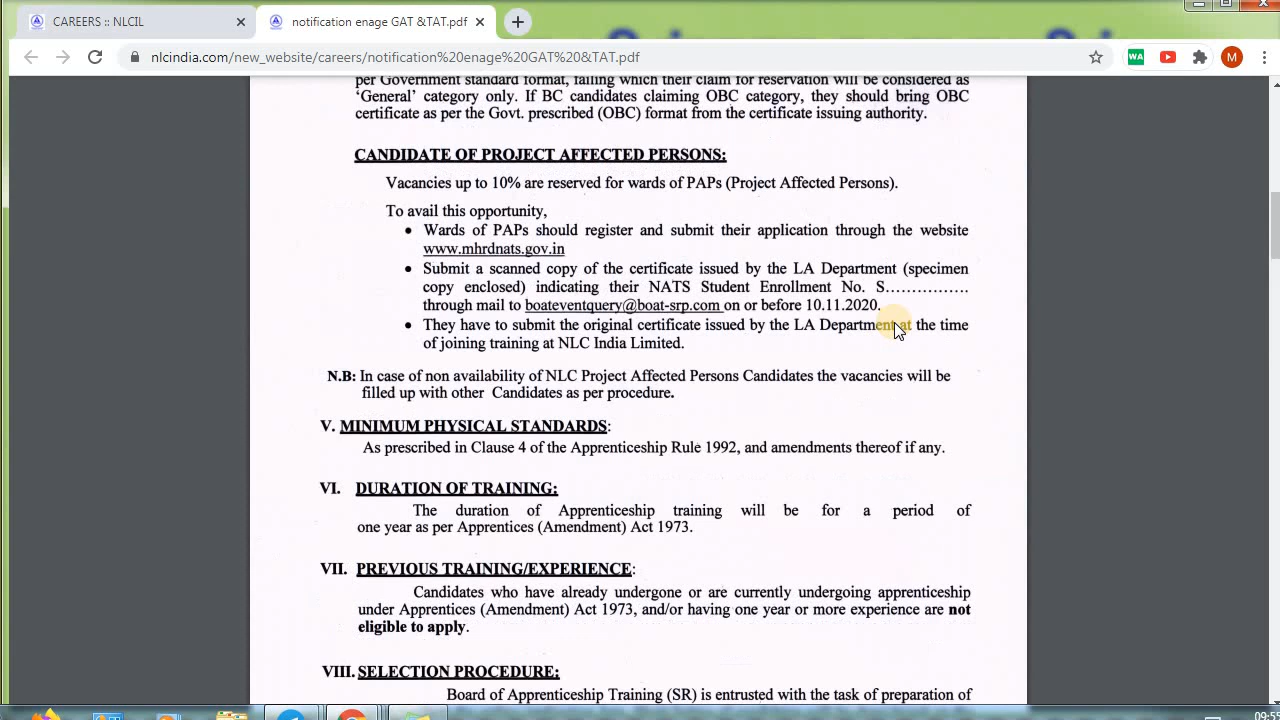 CAREERS :: NLCIL
notification enage GAT &TAT.pdf
nlcindia.com/new_website/careers/notification%20enage%20GAT%20&TAT.pdf
WA
M
per Government standard format, failing which their claim for reservation will be considered as
‘General’ category only. If BC candidates claiming OBC category, they should bring OBC
certificate as per the Govt. prescribed (OBC) format from the certificate issuing authority.
CANDIDATE OF PROJECT AFFECTED PERSONS:
Vacancies up to 10% are reserved for wards of PAPs (Project Affected Persons).
To avail this opportunity,
• Wards of PAPs should register and submit their application through the website
www.mhrdnats.gov.in
• Submit a scanned copy of the certificate issued by the LA Department (specimen
copy enclosed) indicating their NATS Student Enrollment No. S……………
through mail to boateventquery@boat-srp.com on or before 10.11.2020.
• They have to submit the original certificate issued by the LA Department at the time
of joining training at NLC India Limited.
N.B: In case of non availability of NLC Project Affected Persons Candidates the vacancies will be
filled up with other Candidates as per procedure.
V. MINIMUM PHYSICAL STANDARDS:
As prescribed in Clause 4 of the Apprenticeship Rule 1992, and amendments thereof if any.
VI. DURATION OF TRAINING:
The duration of Apprenticeship training will be for a period of
one year as per Apprentices (Amendment) Act 1973.
VII. PREVIOUS TRAINING/EXPERIENCE:
Candidates who have already undergone or are currently undergoing apprenticeship
under Apprentices (Amendment) Act 1973, and/or having one year or more experience are not
eligible to apply.
VIII. SELECTION PROCEDURE:
Board of Apprenticeship Training (SR) is entrusted with the task of preparation of